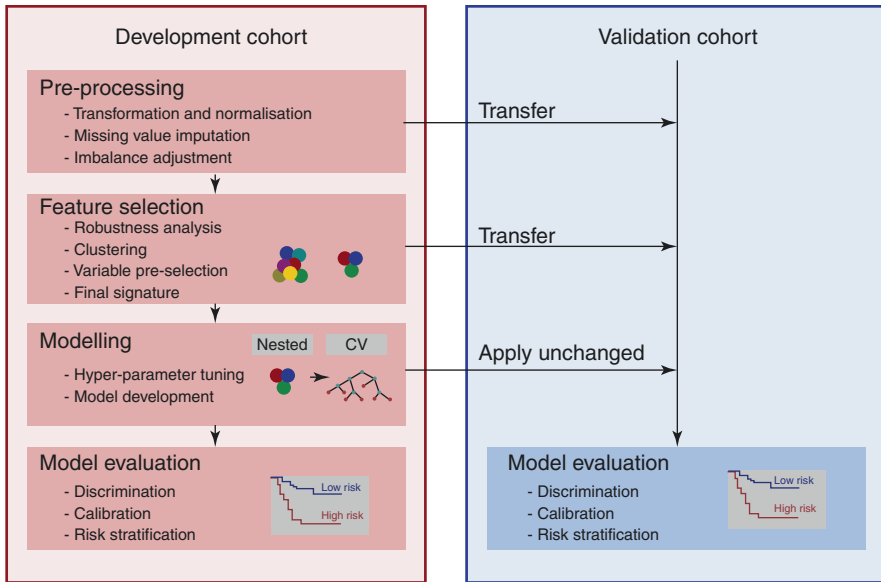 Development cohort
Pre-processing
- Transformation and normalisation
- Missing value imputation
- Imbalance adjustment
Feature selection
- Robustness analysis
- Clustering
- Variable pre-selection
- Final signature
Modelling
Nested
CV
- Hyper-parameter tuning
- Model development
Model evaluation
- Discrimination
- Calibration
- Risk stratification
Low risk
High risk
Validation cohort
Transfer
Transfer
Apply unchanged
Model evaluation
- Discrimination
- Calibration
- Risk stratification
Low risk
High risk